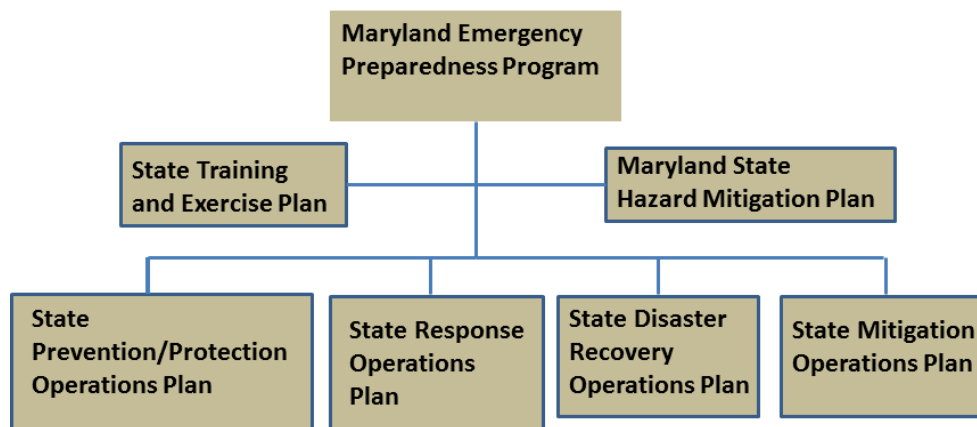 Maryland Emergency
Preparedness Program
State Training
and Exercise Plan
Maryland State
Hazard Mitigation Plan
State
Prevention/Protection
Operations Plan
State Response
Operations
Plan
State Disaster
Recovery
Operations Plan
State Mitigation
Operations Plan